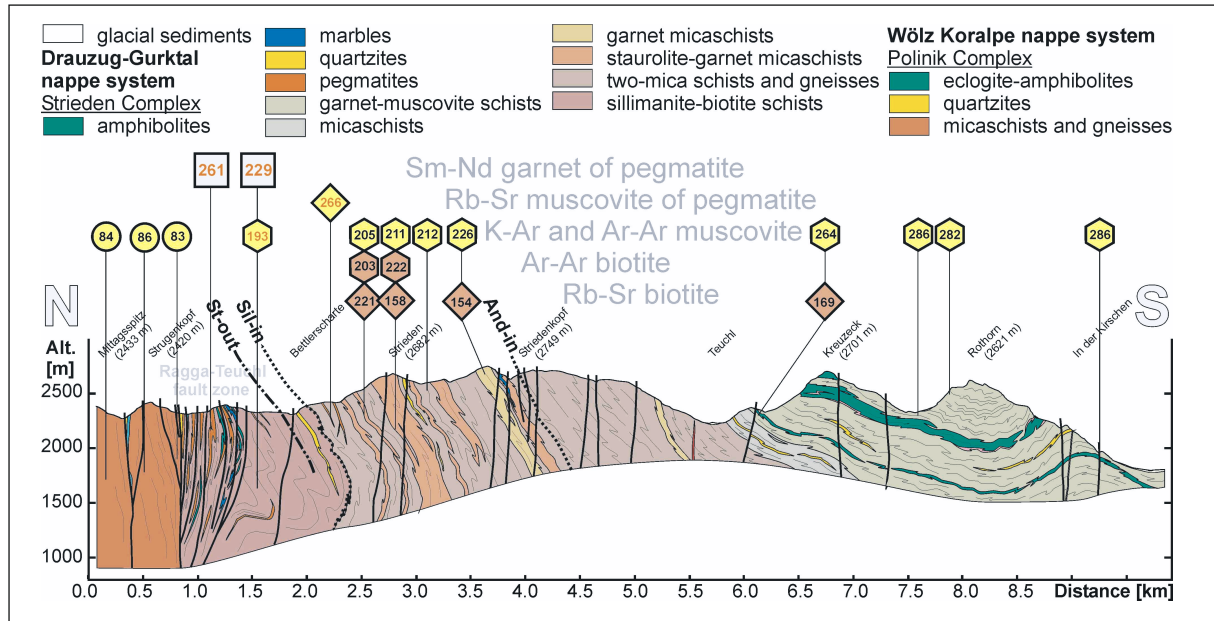 glacial sediments
Drauzug-Gurktal
nappe system
Strieden Complex
amphibolites
marbles
quartzites
pegmatites
garnet-muscovite schists
micaschists
garnet micaschists
staurolite-garnet micaschists
two-mica schists and gneisses
sillimanite-biotite schists
Wölz Koralpe nappe system
Polinik Complex
eclogite-amphibolites
quartzites
micaschists and gneisses
261 229
Sm-Nd garnet of pegmatite
266
Rb-Sr muscovite of pegmatite
84 86 83 193 205 211 212 226
K-Ar and Ar-Ar muscovite
264 286 282 286
203 222
Ar-Ar biotite
221 158 154
Rb-Sr biotite
169
N
S
Alt.
[m]
Mittagsspitz
(2433 m)
Strugenkopf
(2420 m)
St-out
Sil-in
Bettlerscharte
Strieden
(2682 m)
And-in
Striedenkopf
(2749 m)
Teuchl
Kreuzeck
(2701 m)
Rothorn
(2621 m)
In der Kirschen
Ragga-Teuchl
fault zone
2500
2000
1500
1000
0.0 0.5 1.0 1.5 2.0 2.5 3.0 3.5 4.0 4.5 5.0 5.5 6.0 6.5 7.0 7.5 8.0 8.5 Distance [km]